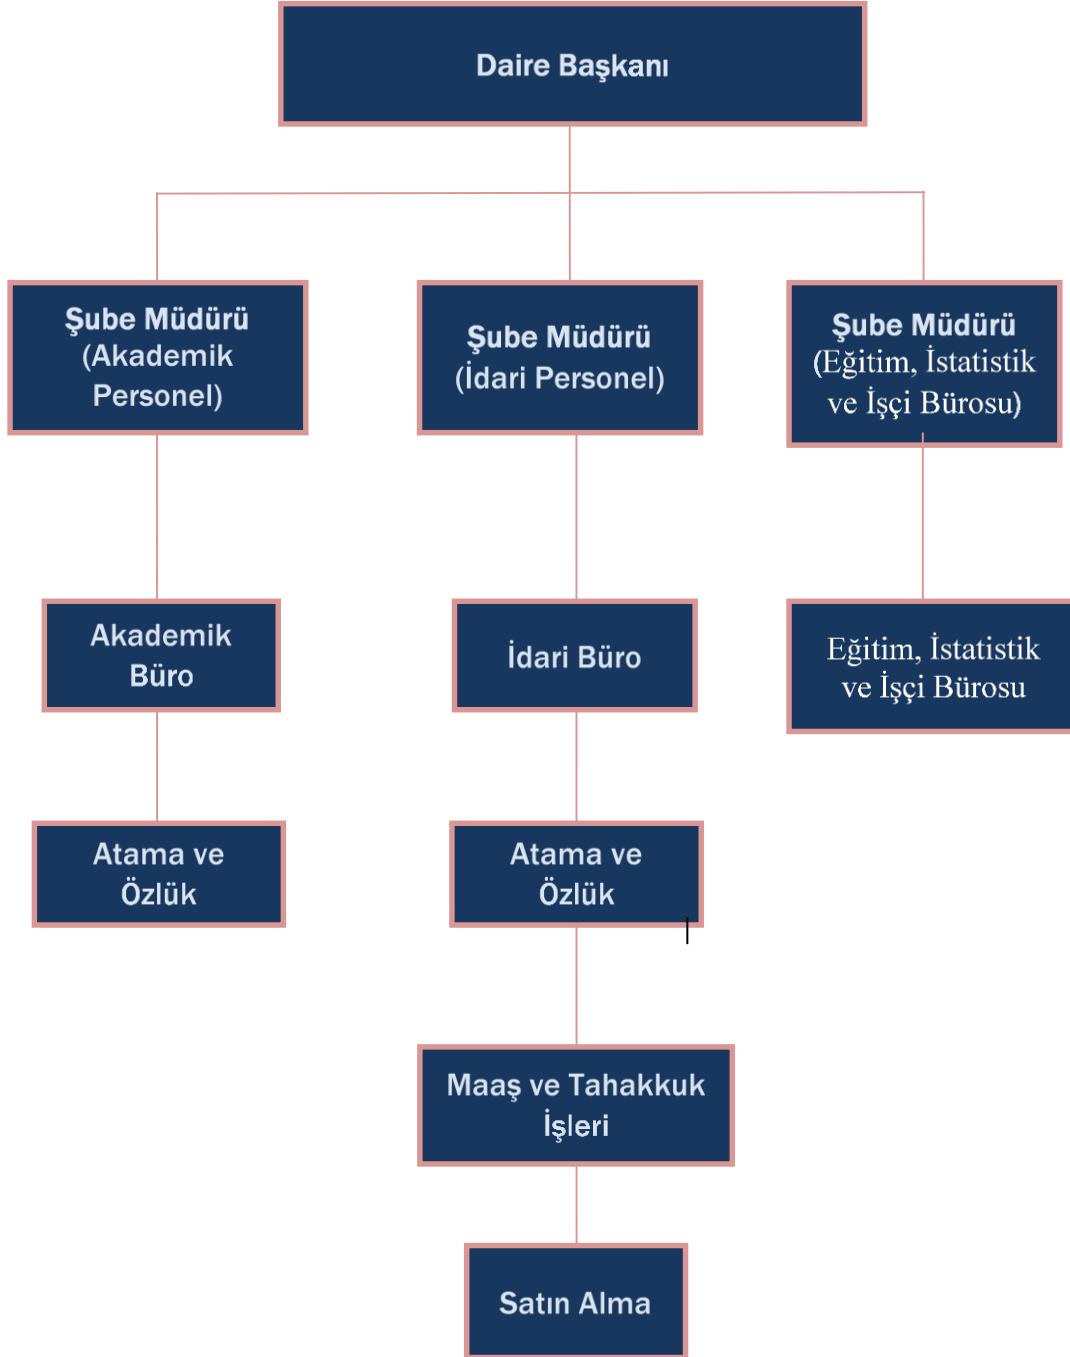 Daire Başkanı
Şube Müdürü
(Akademik
Personel)
Şube Müdürü
(İdari Personel)
Şube Müdürü
(Eğitim, İstatistik
ve İşçi Bürosu)
Akademik
Büro
İdari Büro
Eğitim, İstatistik
ve İşçi Bürosu
Atama ve
Özlük
Atama ve
Özlük
Maaş ve Tahakkuk
İşleri
Satın Alma